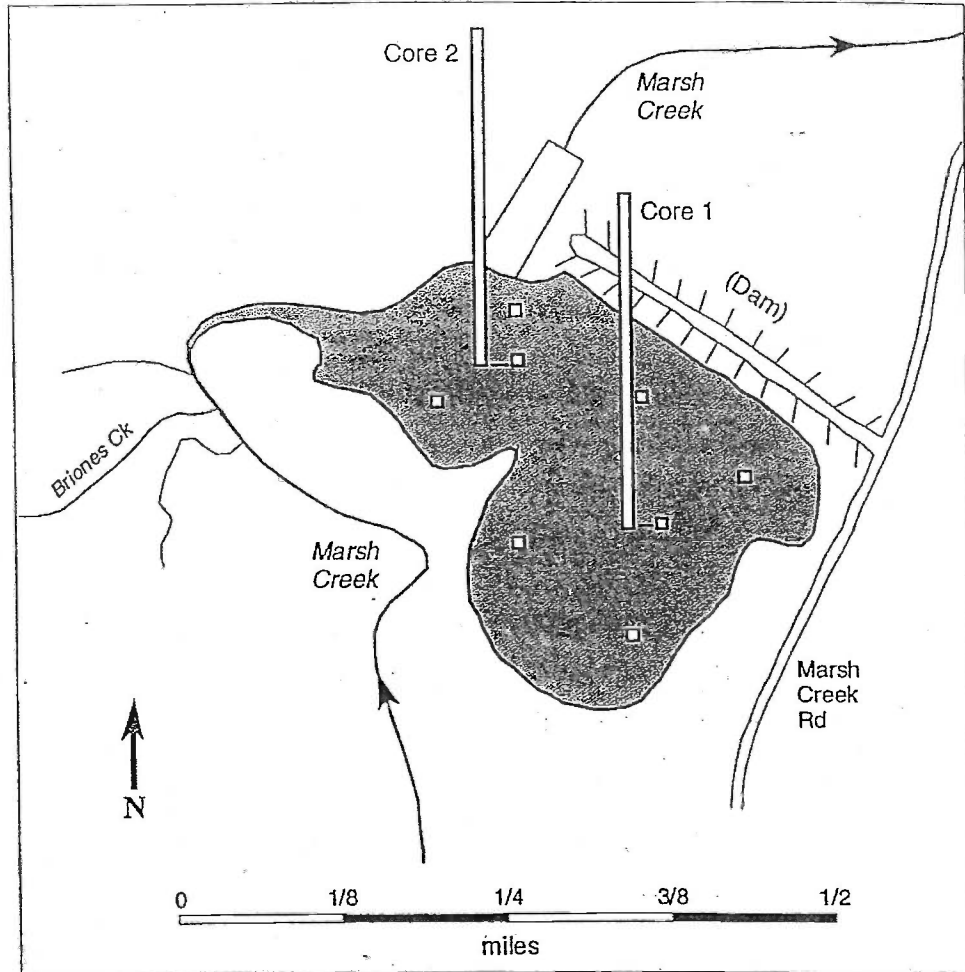 Core 2
Marsh
Creek
Core 1
(Dam)
Briones Ck
Marsh
Creek
Marsh
Creek
Rd
N
0 1/8 1/4 3/8 1/2
miles